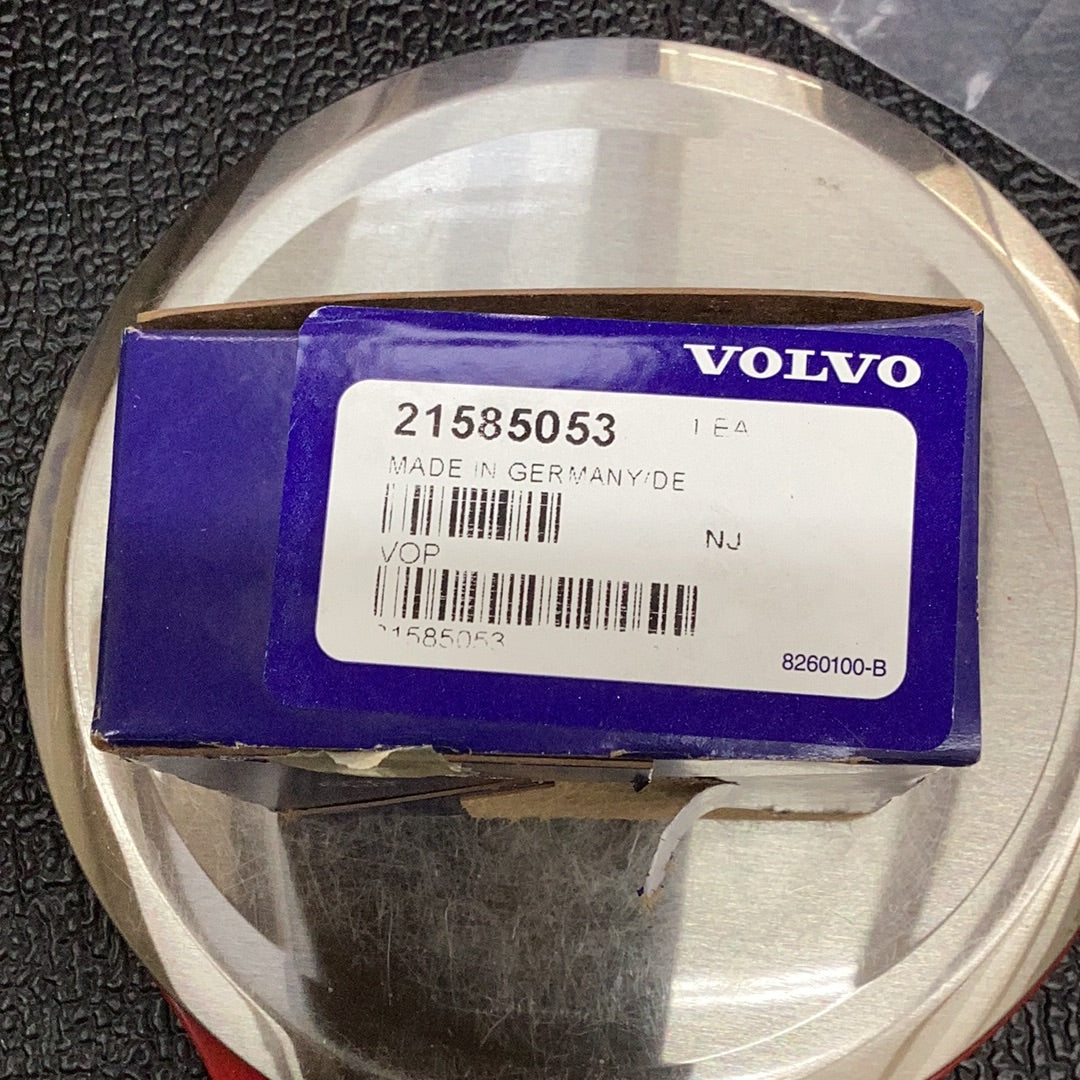 VOLVO
21585053 1 EA
MADE IN GERMANY/DE
NJ
VOP
21585053
8260100-B